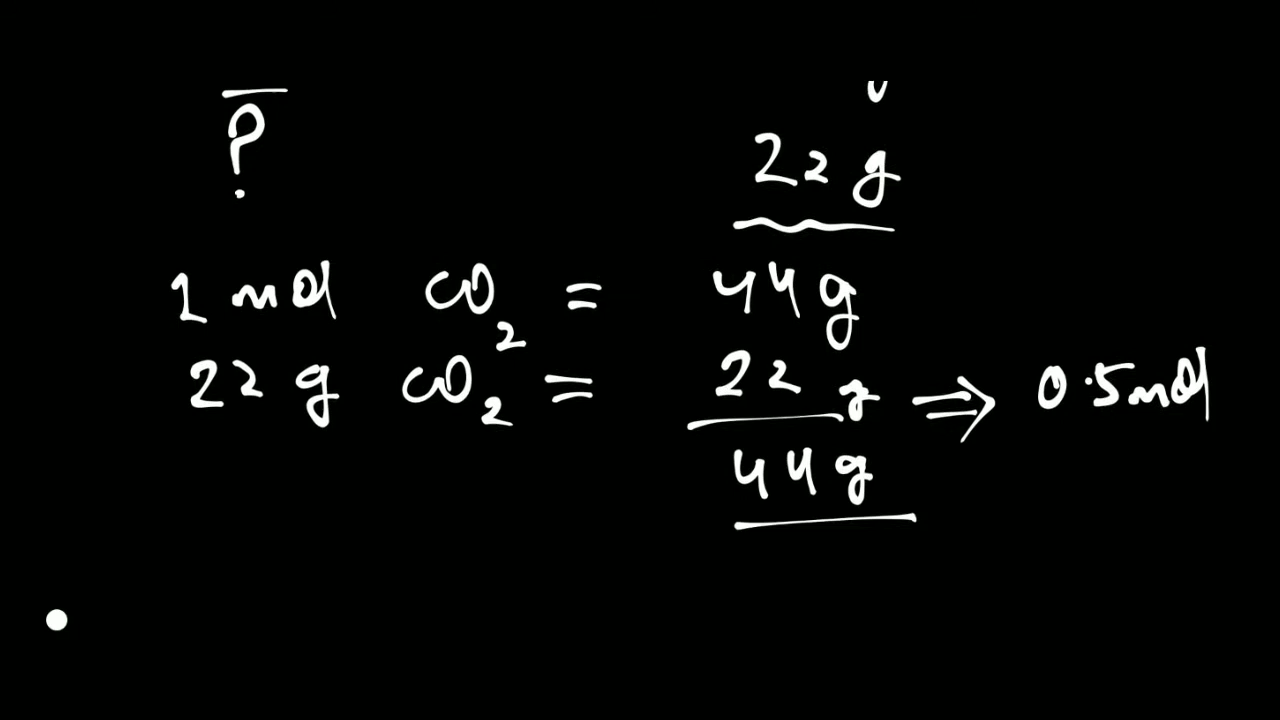 ?
22 g
1 mol CO2 = 44 g
22 g CO2 = 22 g ⇒ 0.5 mol
44 g